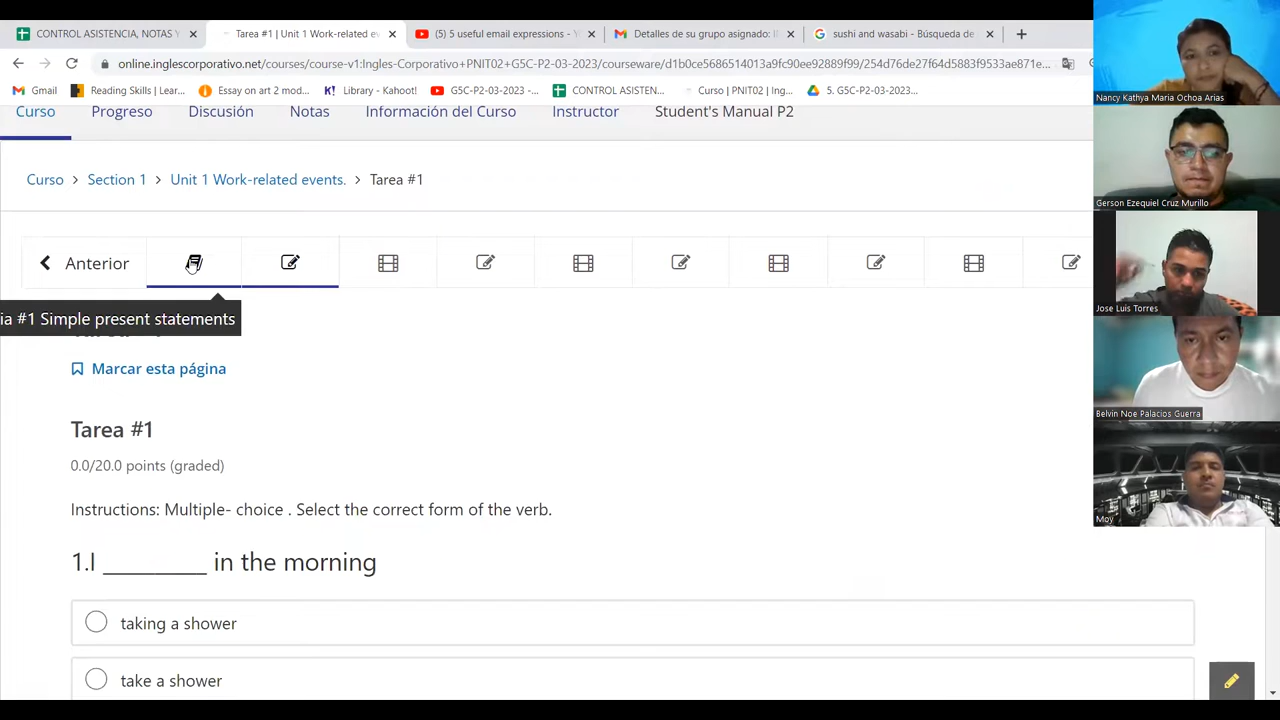 CONTROL ASISTENCIA, NOTAS Y
Tarea #1 | Unit 1 Work-related ev
(5) 5 useful email expressions - Y
Detalles de su grupo asignado: I
sushi and wasabi - Búsqueda de
online.inglescorporativo.net/courses/course-v1:Ingles-Corporativo+PNIT02+G5C-P2-03-2023/courseware/d1b0ce5686514013a9fc90ee92889f99/254d76de27f64d5883f9533ae871e...
Gmail
Reading Skills | Lear...
Essay on art 2 mod...
Library - Kahoot!
G5C-P2-03-2023 -...
CONTROL ASISTEN...
Curso | PNIT02 | Ing...
5. G5C-P2-03-2023...
Curso
Progreso
Discusión
Notas
Información del Curso
Instructor
Student's Manual P2
Curso > Section 1 > Unit 1 Work-related events. > Tarea #1
Anterior
ia #1 Simple present statements
Marcar esta página
Tarea #1
0.0/20.0 points (graded)
Instructions: Multiple- choice . Select the correct form of the verb.
1.I __________ in the morning
taking a shower
take a shower
Nancy Kathya Maria Ochoa Arias
Gerson Ezequiel Cruz Murillo
Jose Luis Torres
Belvin Noe Palacios Guerra
Moy